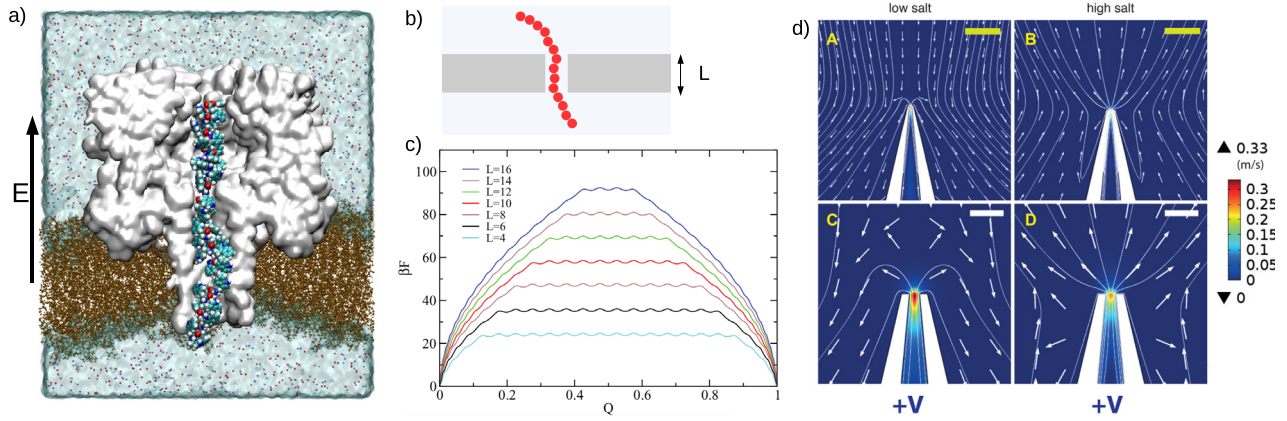 a)
E
b)
L
c)
L=16
L=14
L=12
L=10
L=8
L=6
L=4
100
80
60
40
20
0
βF
0
0.2
0.4
0.6
0.8
1
Q
d)
low salt
high salt
A
B
C
D
▲ 0.33
(m/s)
0.3
0.25
0.2
0.15
0.1
0.05
0
▼ 0
+V
+V